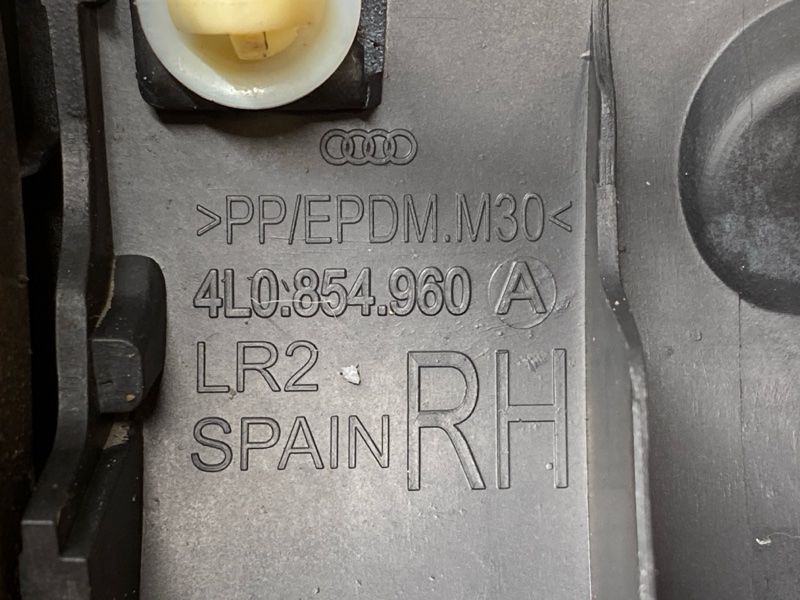 >PP/EPDM.M30<
4L0.854.960 A
LR2
SPAIN RH